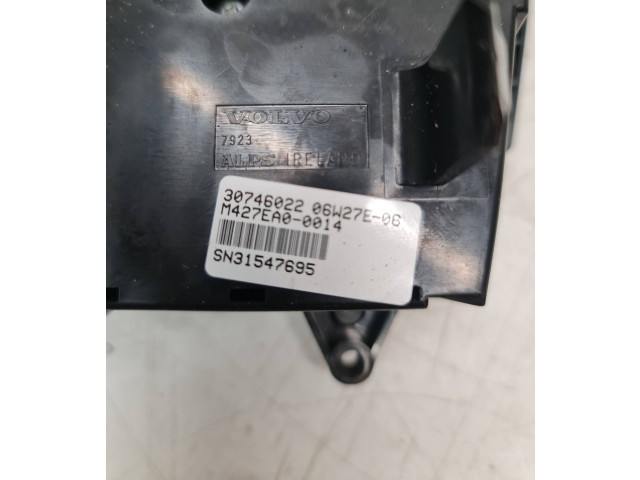 VOLVO
7923
ALPS IRELAND
30746022 06W27E-06
M427EA0-0014
SN31547695